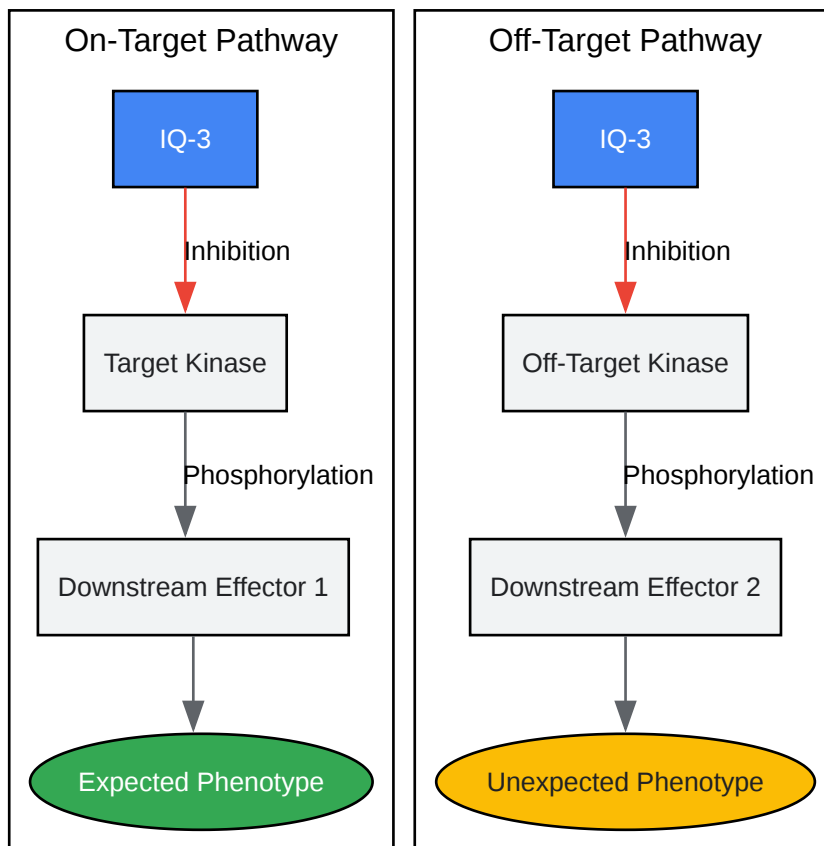 On-Target Pathway
IQ-3
Inhibition
Target Kinase
Phosphorylation
Downstream Effector 1
Expected Phenotype
Off-Target Pathway
IQ-3
Inhibition
Off-Target Kinase
Phosphorylation
Downstream Effector 2
Unexpected Phenotype